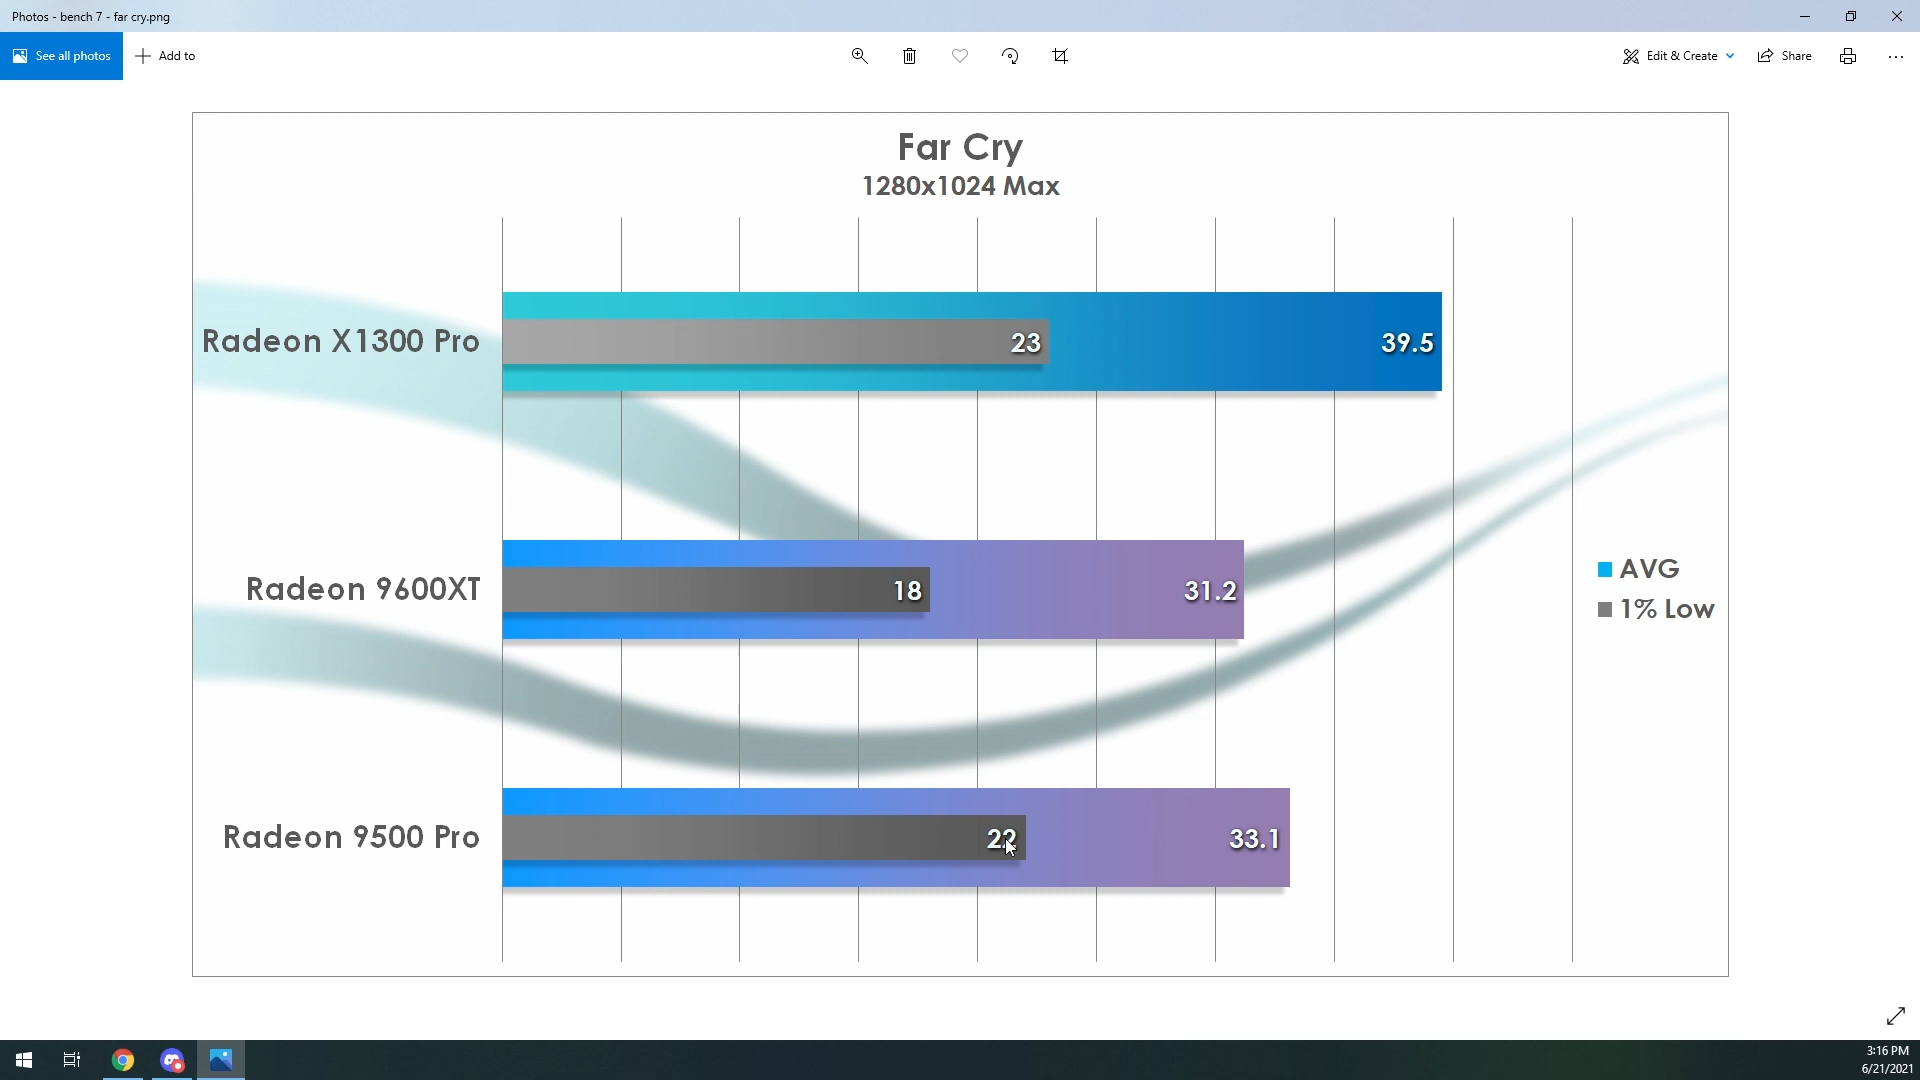 Photos - bench 7 - far cry.png
See all photos
Add to
Edit & Create
Share
Far Cry
1280x1024 Max
Radeon X1300 Pro
23
39.5
Radeon 9600XT
18
31.2
AVG
1% Low
Radeon 9500 Pro
22
33.1
3:16 PM
6/21/2021